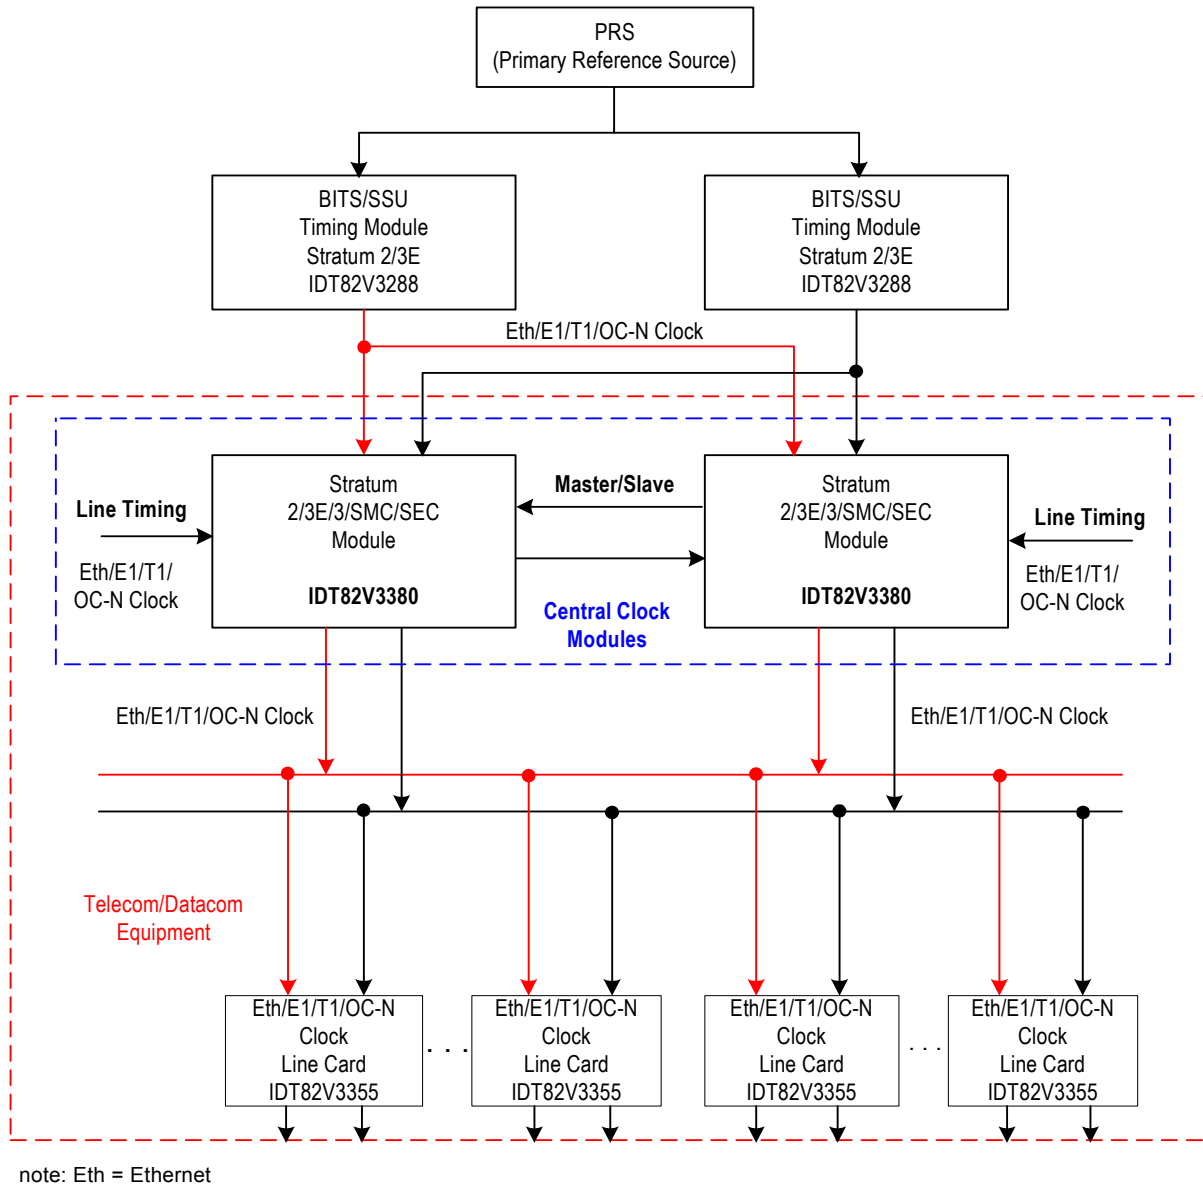 PRS
(Primary Reference Source)
BITS/SSU
Timing Module
Stratum 2/3E
IDT82V3288
BITS/SSU
Timing Module
Stratum 2/3E
IDT82V3288
Eth/E1/T1/OC-N Clock
Line Timing
Eth/E1/T1/
OC-N Clock
Stratum
2/3E/3/SMC/SEC
Module
IDT82V3380
Master/Slave
Central Clock
Modules
Stratum
2/3E/3/SMC/SEC
Module
IDT82V3380
Line Timing
Eth/E1/T1/
OC-N Clock
Eth/E1/T1/OC-N Clock
Eth/E1/T1/OC-N Clock
Telecom/Datacom
Equipment
Eth/E1/T1/OC-N
Clock
Line Card
IDT82V3355
. . .
Eth/E1/T1/OC-N
Clock
Line Card
IDT82V3355
Eth/E1/T1/OC-N
Clock
Line Card
IDT82V3355
. . .
Eth/E1/T1/OC-N
Clock
Line Card
IDT82V3355
note: Eth = Ethernet